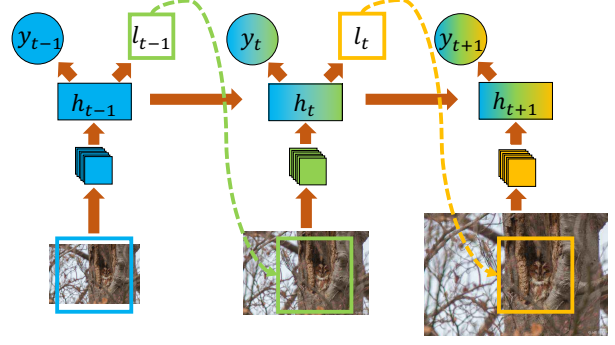 y_{t−1}
l_{t−1}
y_t
l_t
y_{t+1}
h_{t−1}
h_t
h_{t+1}